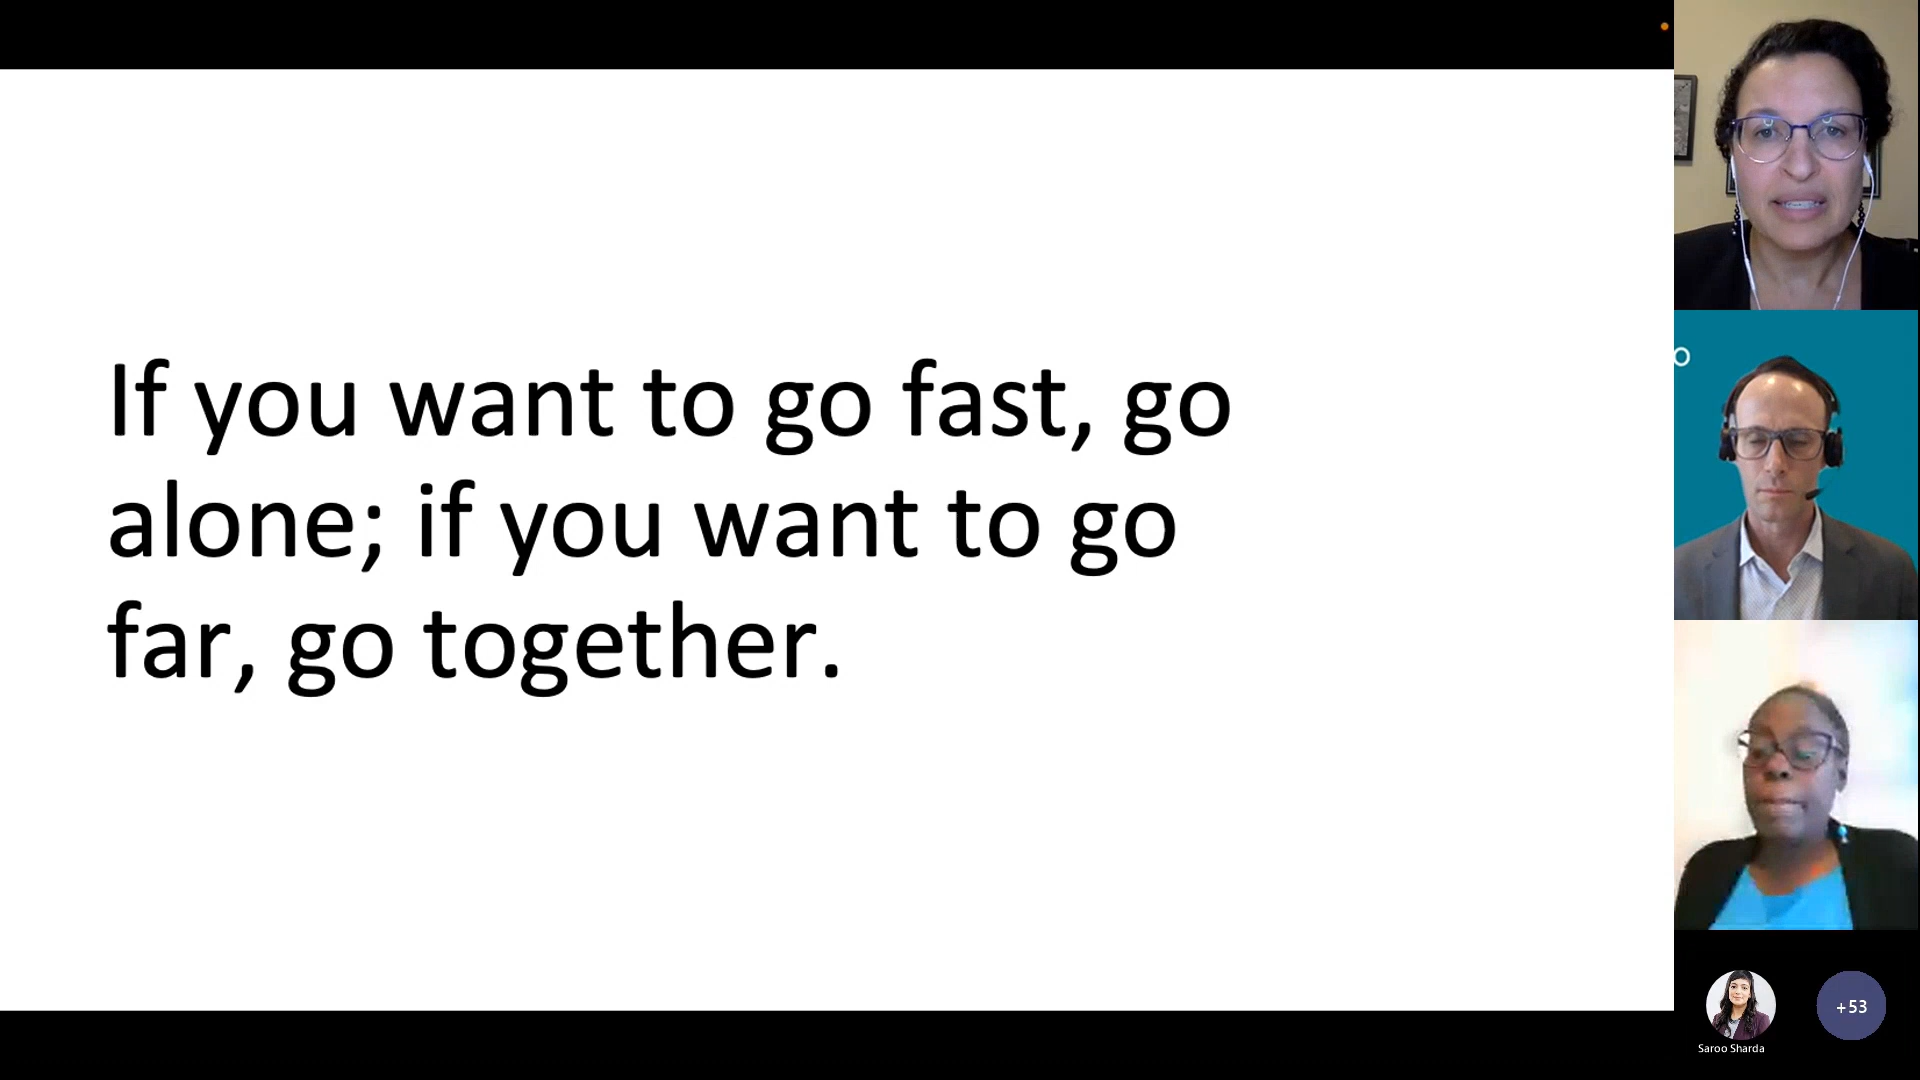 If you want to go fast, go
alone; if you want to go
far, go together.
o
Saroo Sharda
+53